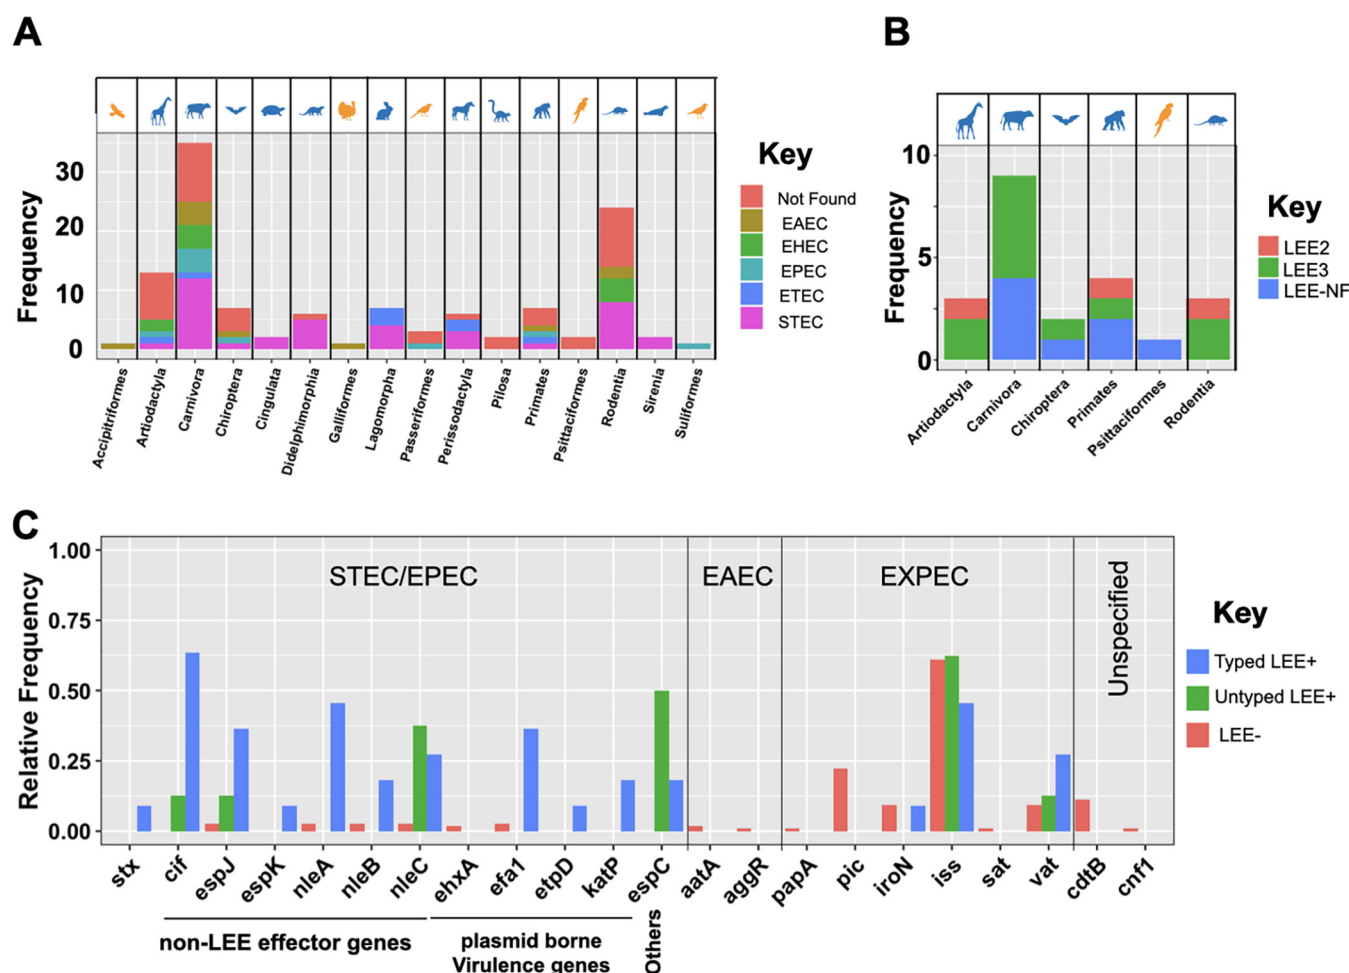 A
B
Frequency
30
20
10
0
Accipitriformes
Artiodactyla
Carnivora
Chiroptera
Cingulata
Didelphimorphia
Galliformes
Lagomorpha
Passeriformes
Perissodactyla
Pilosa
Primates
Psittaciformes
Rodentia
Sirenia
Suliformes
Key
Not Found
EAEC
EHEC
EPEC
ETEC
STEC
Frequency
10
5
0
Artiodactyla
Carnivora
Chiroptera
Primates
Psittaciformes
Rodentia
Key
LEE2
LEE3
LEE-NF
C
Relative Frequency
1.00
0.75
0.50
0.25
0.00
STEC/EPEC
EAEC
EXPEC
Unspecified
stx
cif
espJ
espK
nleA
nleB
nleC
ehxA
efa1
etpD
katP
espC
aatA
aggR
papA
pic
iroN
iss
sat
vat
cdtB
cnf1
non-LEE effector genes
plasmid borne
Virulence genes
Others
Key
Typed LEE+
Untyped LEE+
LEE-